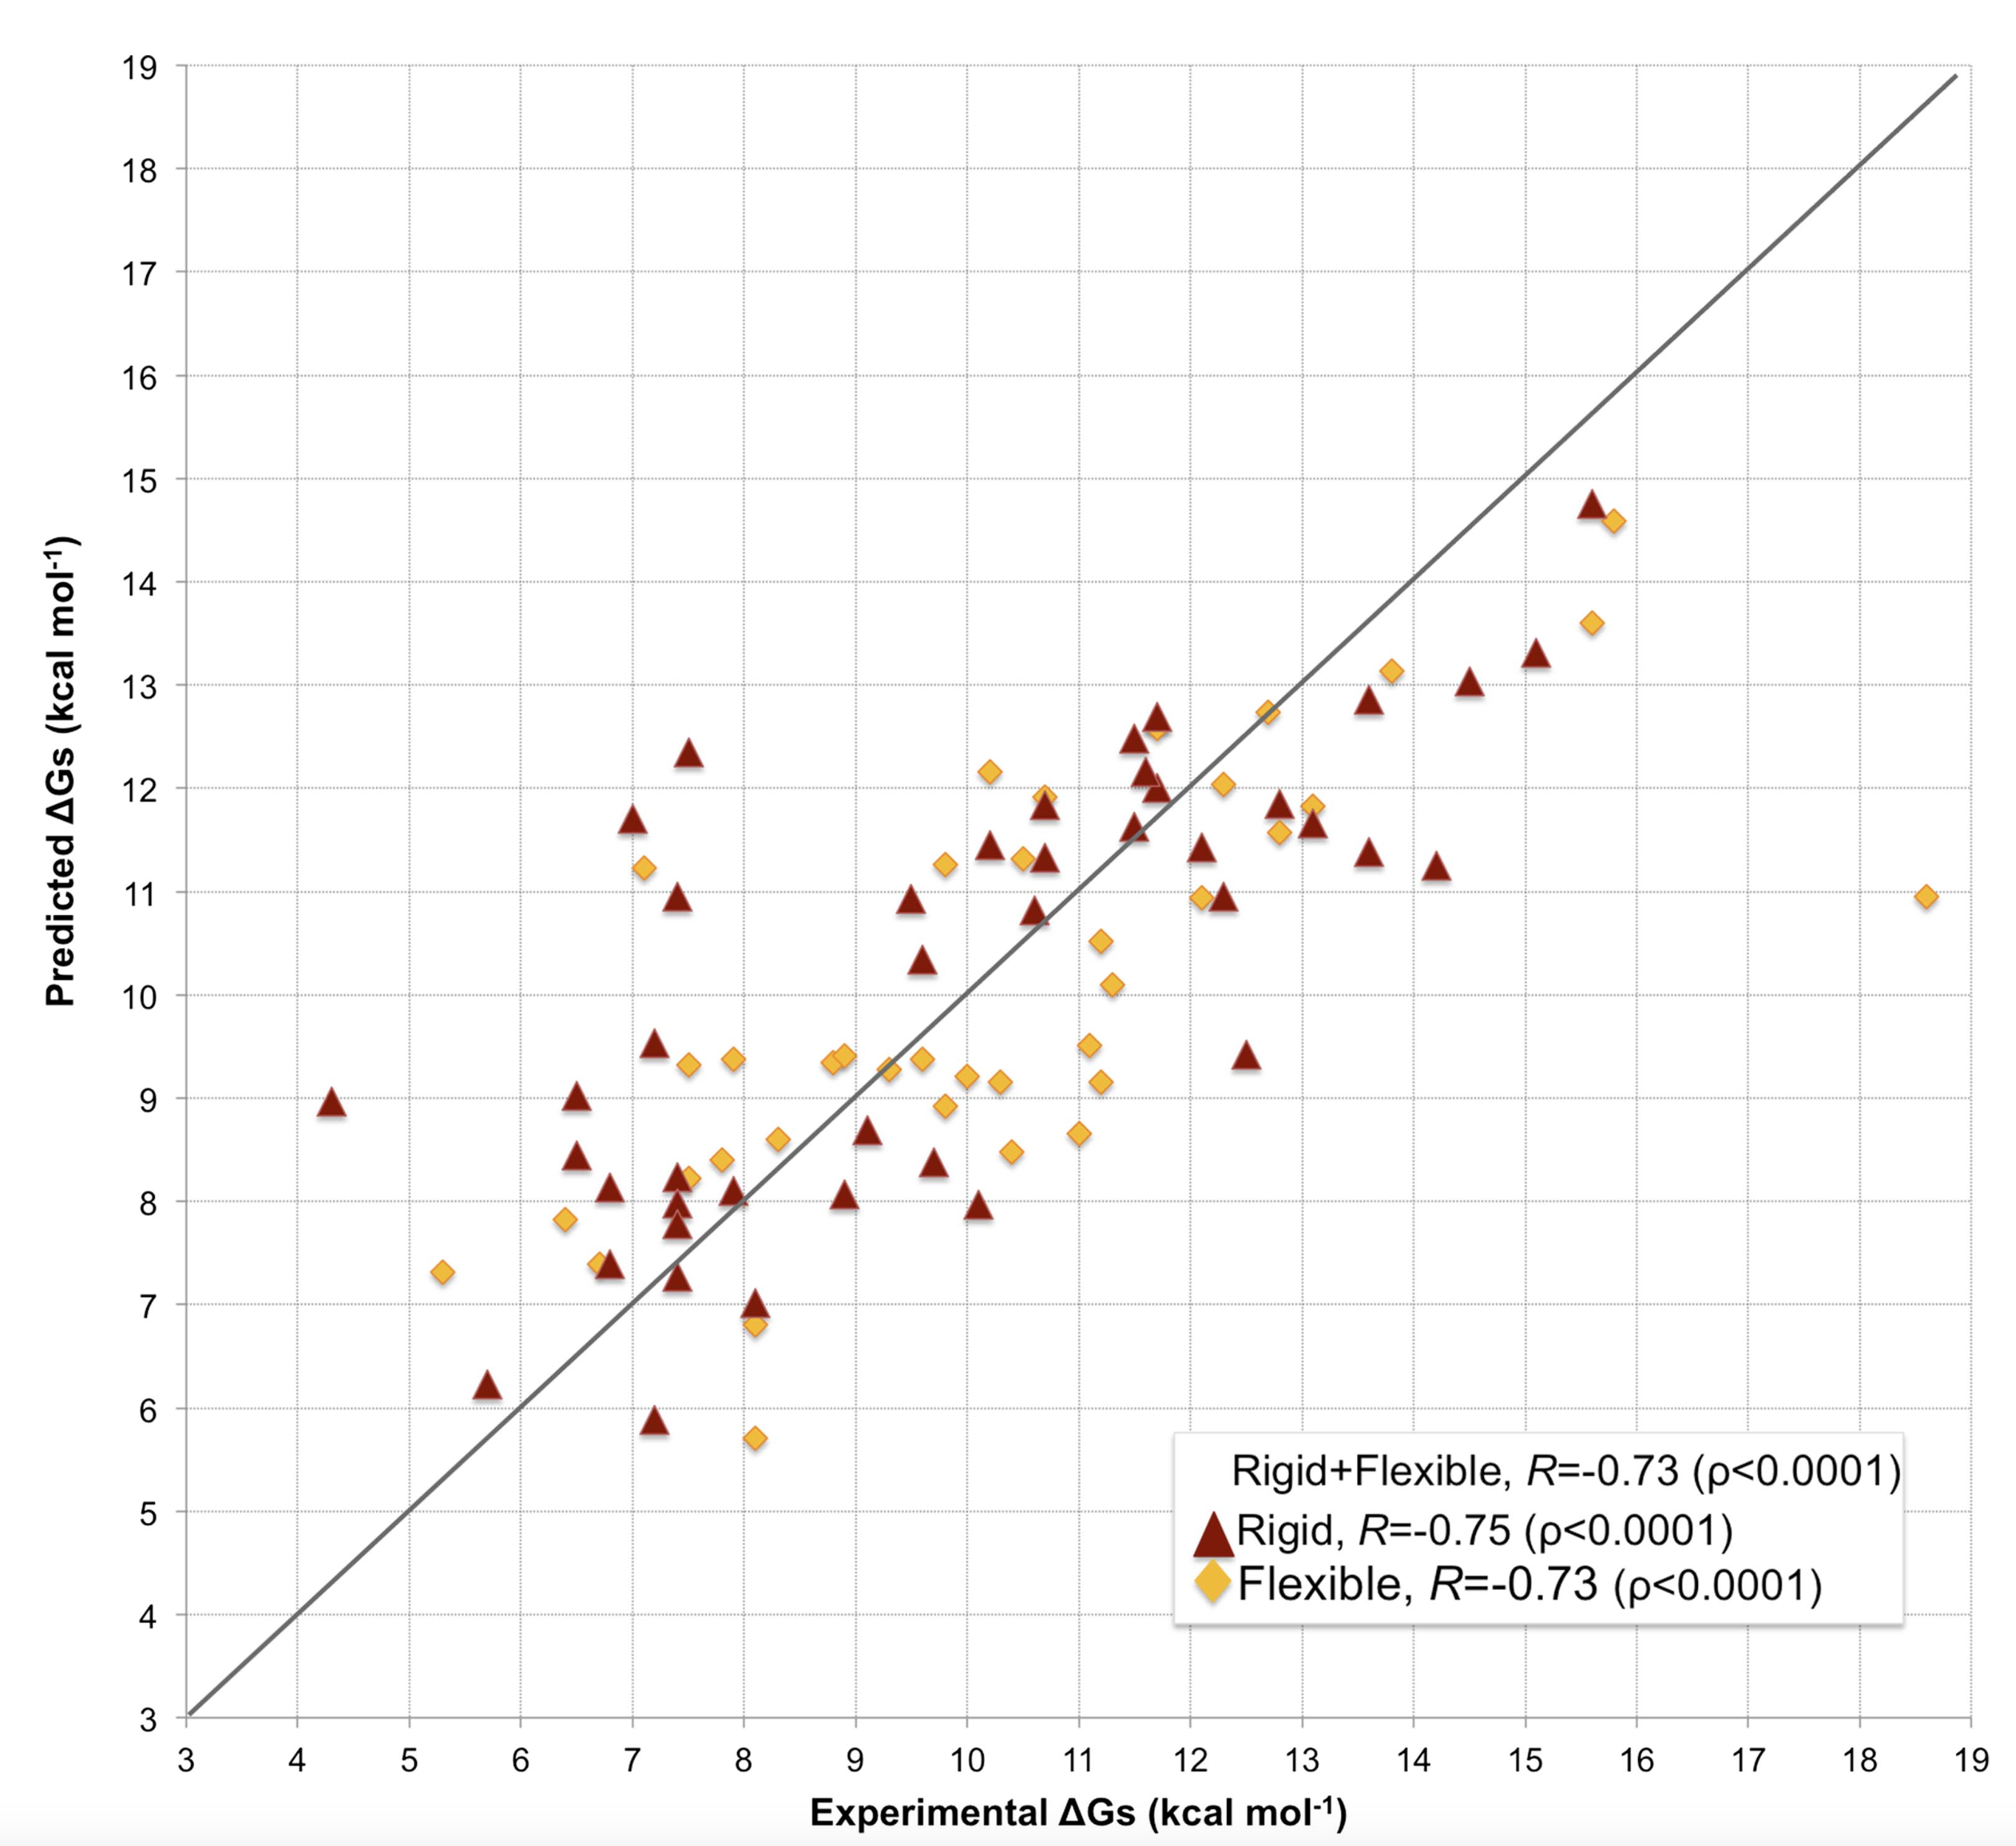 19
18
17
16
15
14
13
12
11
10
9
8
7
6
5
4
3
Predicted ΔGs (kcal mol-1)
Rigid+Flexible, R=-0.73 (ρ<0.0001)
Rigid, R=-0.75 (ρ<0.0001)
Flexible, R=-0.73 (ρ<0.0001)
3 4 5 6 7 8 9 10 11 12 13 14 15 16 17 18 19
Experimental ΔGs (kcal mol-1)